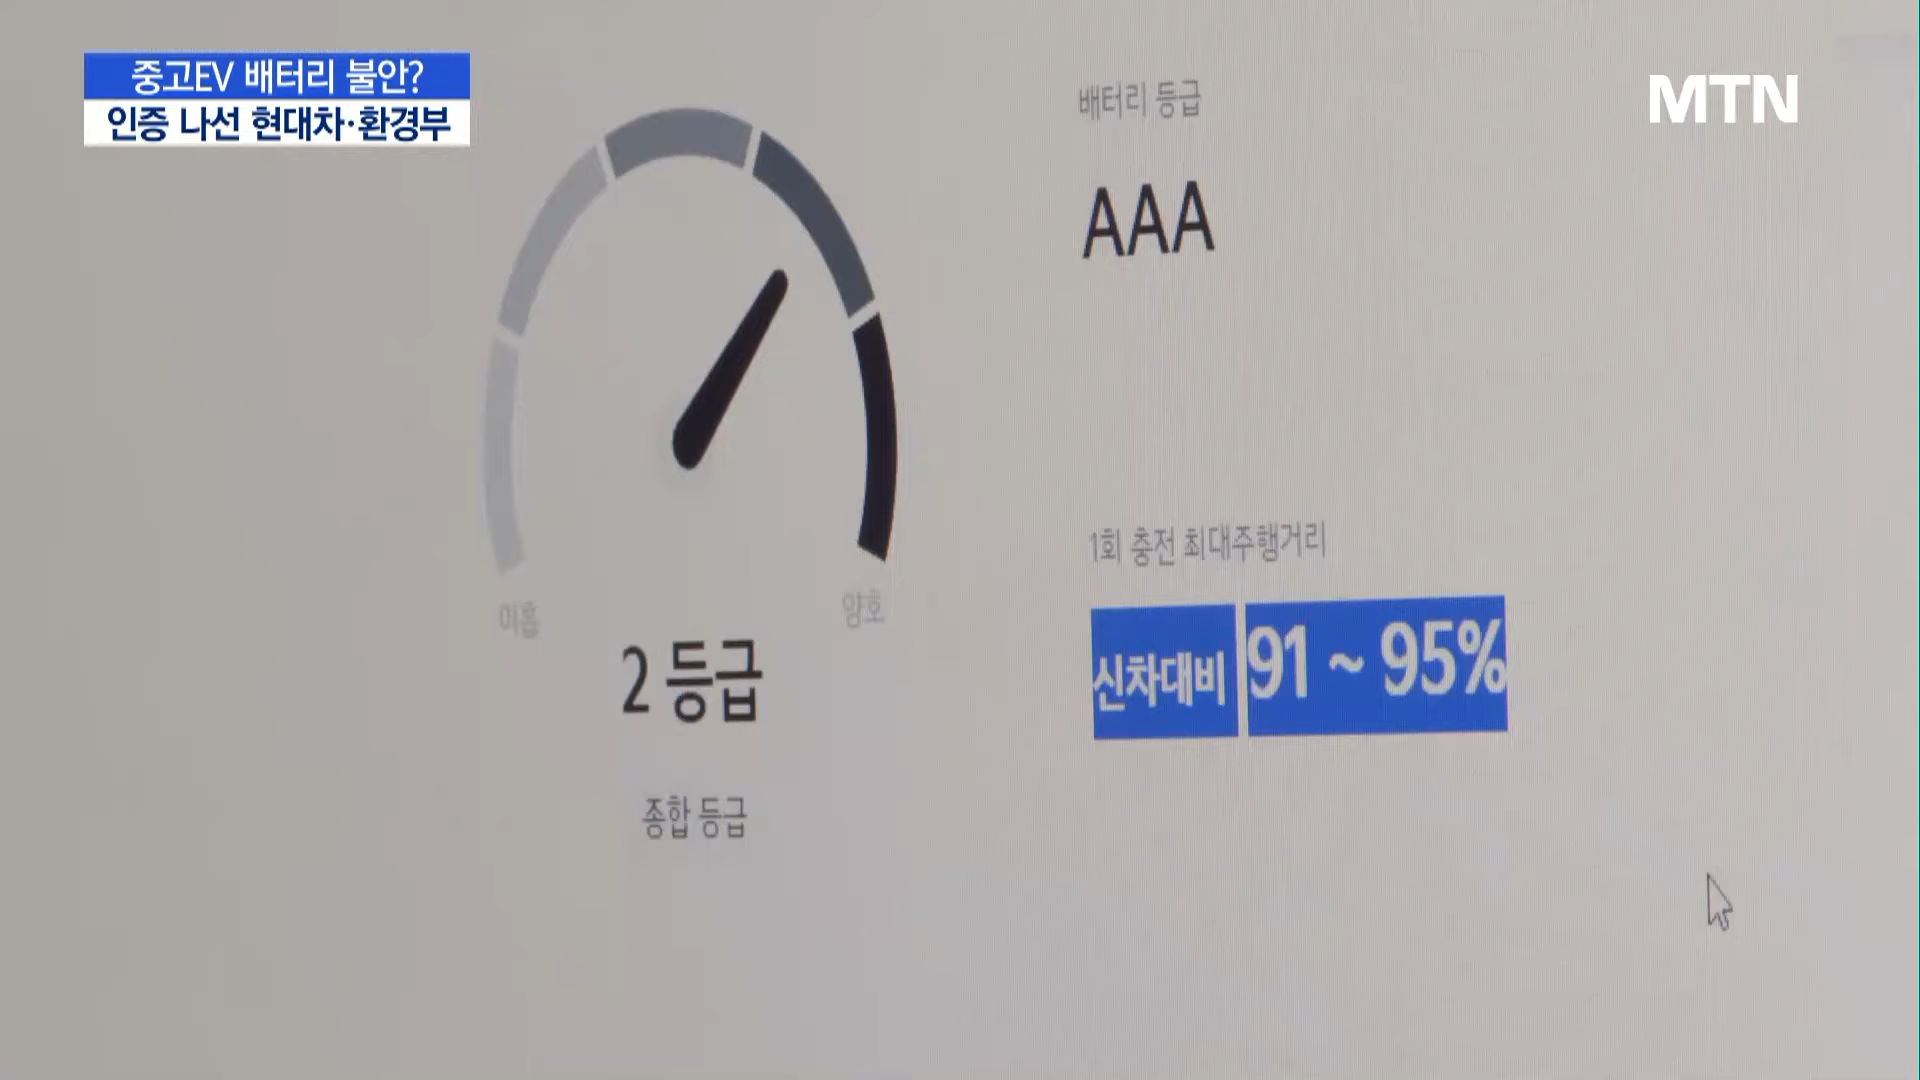 중고EV 배터리 불안?
인증 나선 현대차·환경부
MTN
배터리 등급
AAA
미흡
양호
2 등급
종합 등급
1회 충전 최대주행거리
신차대비 91 ~ 95%